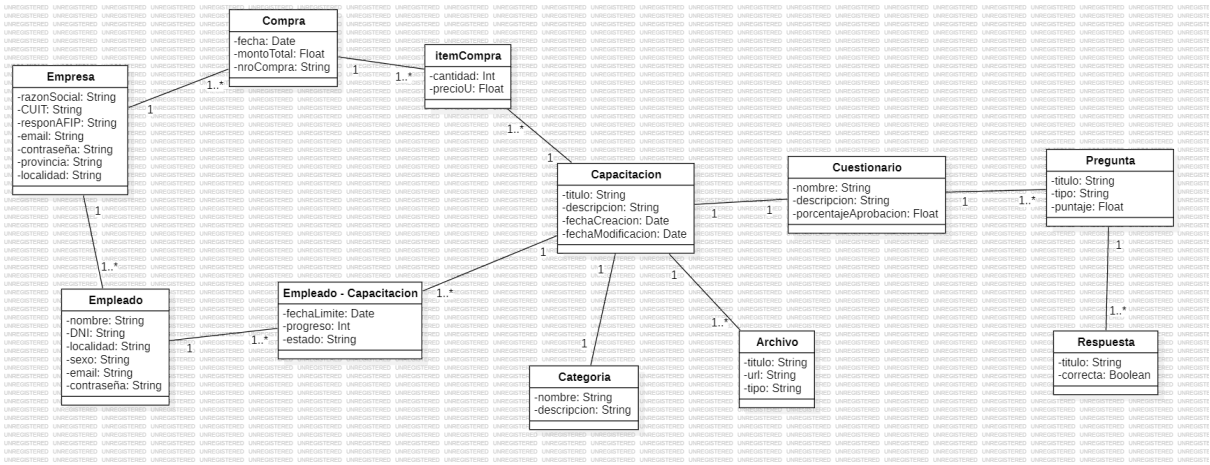 Compra
-fecha: Date
-montoTotal: Float
-nroCompra: String
itemCompra
-cantidad: Int
-precioU: Float
Empresa
-razonSocial: String
-CUIT: String
-responAFIP: String
-email: String
-contraseña: String
-provincia: String
-localidad: String
1
1..*
1
1..*
1..*
1
Capacitacion
-titulo: String
-descripcion: String
-fechaCreacion: Date
-fechaModificacion: Date
Cuestionario
-nombre: String
-descripcion: String
-porcentajeAprobacion: Float
Pregunta
-titulo: String
-tipo: String
-puntaje: Float
1
1
1
1..*
1
1..*
1
1..*
Empleado
-nombre: String
-DNI: String
-localidad: String
-sexo: String
-email: String
-contraseña: String
Empleado - Capacitacion
-fechaLimite: Date
-progreso: Int
-estado: String
1
1..*
1
1..*
1
1
1
1..*
Categoria
-nombre: String
-descripcion: String
Archivo
-titulo: String
-url: String
-tipo: String
Respuesta
-titulo: String
-correcta: Boolean
UNREGISTERED